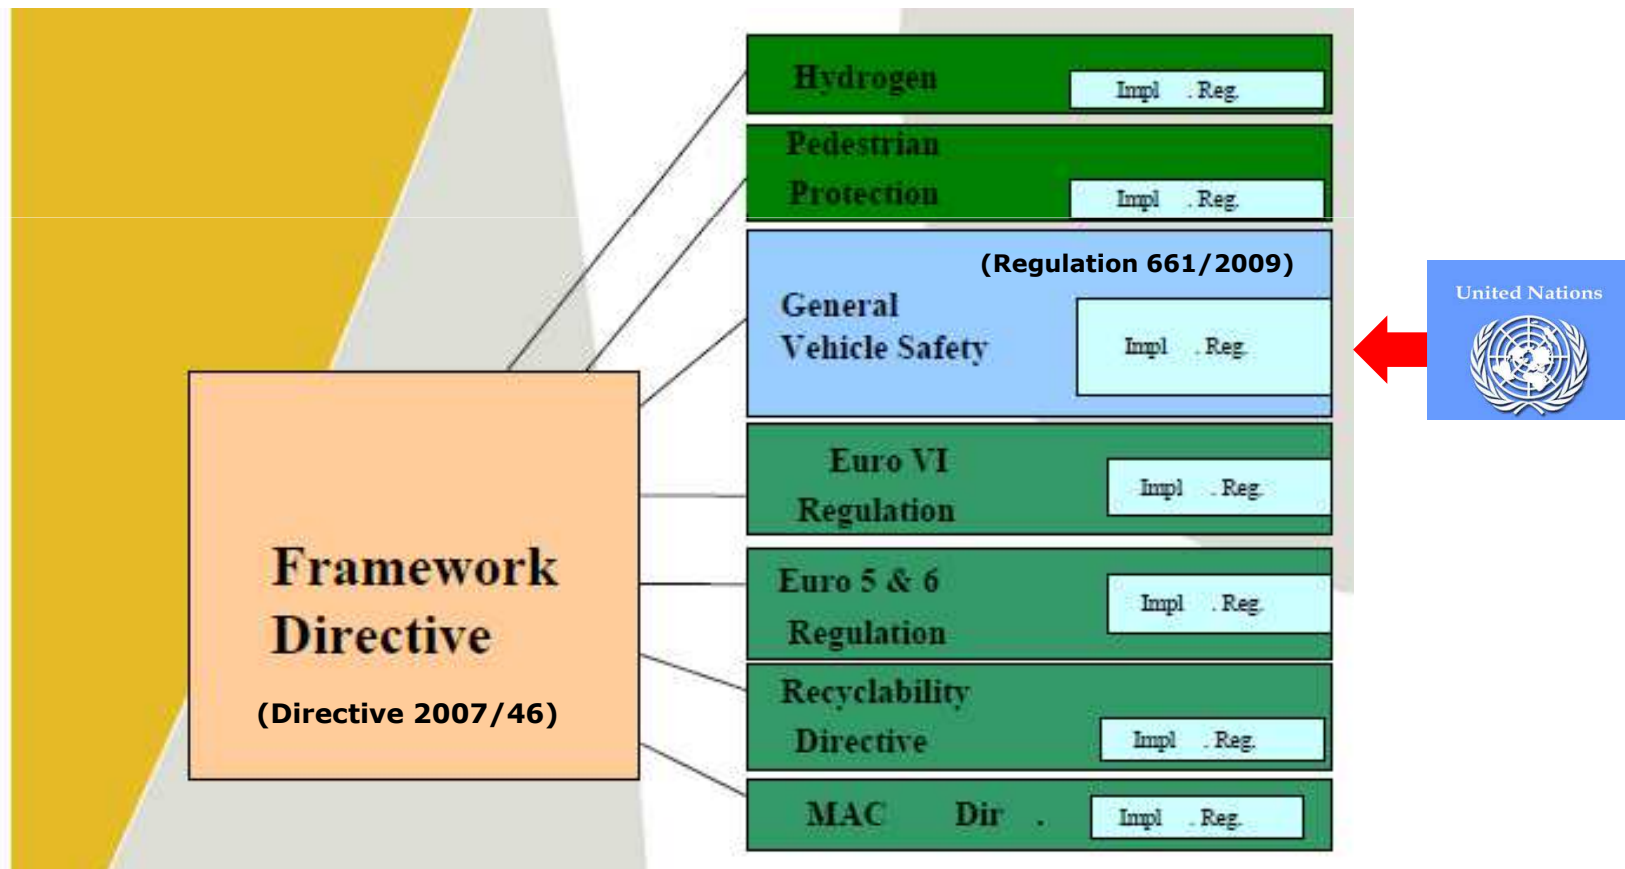 Hydrogen
Impl . Reg.
Pedestrian
Protection
Impl . Reg.
(Regulation 661/2009)
General
Vehicle Safety
Impl . Reg.
United Nations
Euro VI
Regulation
Impl . Reg.
Framework
Directive
(Directive 2007/46)
Euro 5 & 6
Regulation
Impl . Reg.
Recyclability
Directive
Impl . Reg.
MAC Dir .
Impl . Reg.